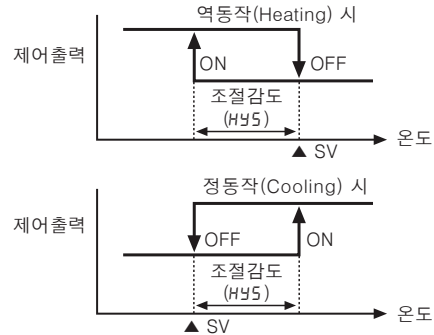 역동작(Heating) 시
제어출력
ON
OFF
조절감도
(HYS)
온도
▲ SV
정동작(Cooling) 시
제어출력
OFF
ON
조절감도
(HYS)
온도
▲ SV